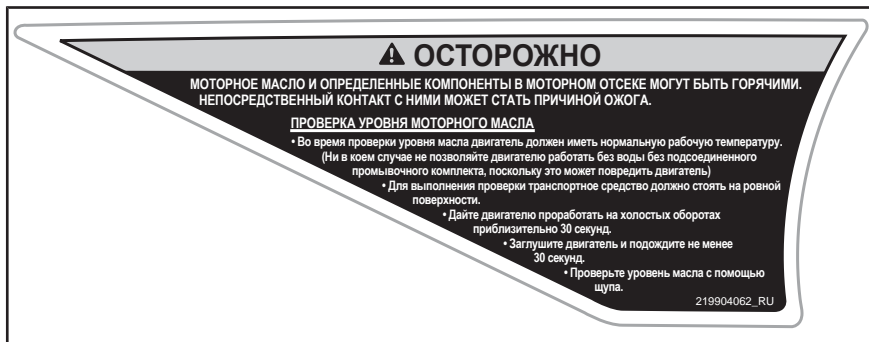 ⚠ ОСТОРОЖНО
МОТОРНОЕ МАСЛО И ОПРЕДЕЛЕННЫЕ КОМПОНЕНТЫ В МОТОРНОМ ОТСЕКЕ МОГУТ БЫТЬ ГОРЯЧИМИ.
НЕПОСРЕДСТВЕННЫЙ КОНТАКТ С НИМИ МОЖЕТ СТАТЬ ПРИЧИНОЙ ОЖОГА.
ПРОВЕРКА УРОВНЯ МОТОРНОГО МАСЛА
• Во время проверки уровня масла двигатель должен иметь нормальную рабочую температуру.
(Ни в коем случае не позволяйте двигателю работать без воды без подсоединенного
промывочного комплекта, поскольку это может повредить двигатель)
• Для выполнения проверки транспортное средство должно стоять на ровной
поверхности.
• Дайте двигателю проработать на холостых оборотах
приблизительно 30 секунд.
• Заглушите двигатель и подождите не менее
30 секунд.
• Проверьте уровень масла с помощью
щупа.
219904062_RU